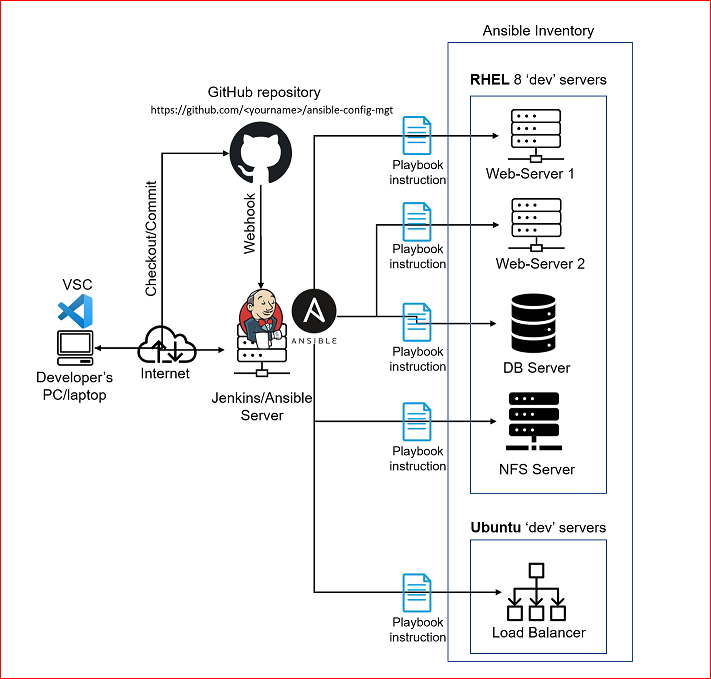 Ansible Inventory
RHEL 8 ‘dev’ servers
GitHub repository
https://github.com/<yourname>/ansible-config-mgt
Checkout/Commit
Webhook
VSC
Developer’s
PC/laptop
Internet
Jenkins/Ansible
Server
A
ANSIBLE
Playbook
instruction
Web-Server 1
Playbook
instruction
Web-Server 2
Playbook
instruction
DB Server
Playbook
instruction
NFS Server
Ubuntu ‘dev’ servers
Playbook
instruction
Load Balancer